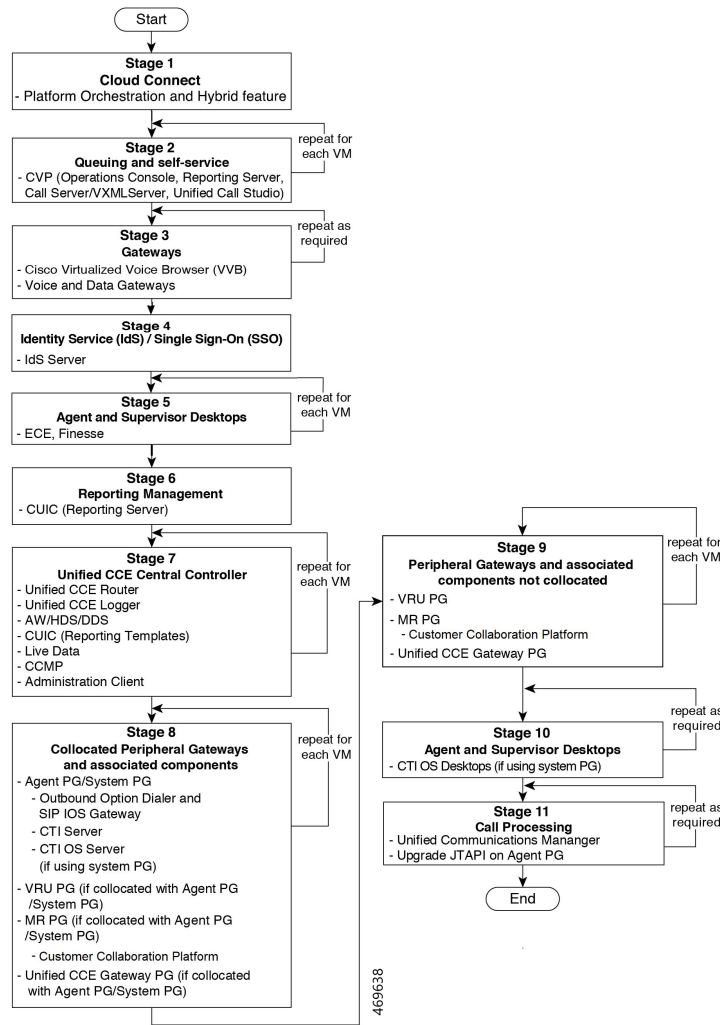 Start
Stage 1
Cloud Connect
- Platform Orchestration and Hybrid feature
repeat for
each VM
Stage 2
Queuing and self-service
- CVP (Operations Console, Reporting Server,
Call Server/VXMLServer, Unified Call Studio)
repeat as
required
Stage 3
Gateways
- Cisco Virtualized Voice Browser (VVB)
- Voice and Data Gateways
Stage 4
Identity Service (IdS) / Single Sign-On (SSO)
- IdS Server
repeat for
each VM
Stage 5
Agent and Supervisor Desktops
- ECE, Finesse
Stage 6
Reporting Management
- CUIC (Reporting Server)
repeat for
each VM
Stage 7
Unified CCE Central Controller
- Unified CCE Router
- Unified CCE Logger
- AW/HDS/DDS
- CUIC (Reporting Templates)
- Live Data
- CCMP
- Administration Client
repeat for
each VM
Stage 8
Collocated Peripheral Gateways
and associated components
- Agent PG/System PG
- Outbound Option Dialer and
SIP IOS Gateway
- CTI Server
- CTI OS Server
(if using system PG)
- VRU PG (if collocated with Agent PG
/System PG)
- MR PG (if collocated with Agent PG
/System PG)
- Customer Collaboration Platform
- Unified CCE Gateway PG (if collocated
with Agent PG/System PG)
repeat for
each VM
Stage 9
Peripheral Gateways and associated
components not collocated
- VRU PG
- MR PG
- Customer Collaboration Platform
- Unified CCE Gateway PG
repeat as
required
Stage 10
Agent and Supervisor Desktops
- CTI OS Desktops (if using system PG)
repeat as
required
Stage 11
Call Processing
- Unified Communications Mananger
- Upgrade JTAPI on Agent PG
End
469638